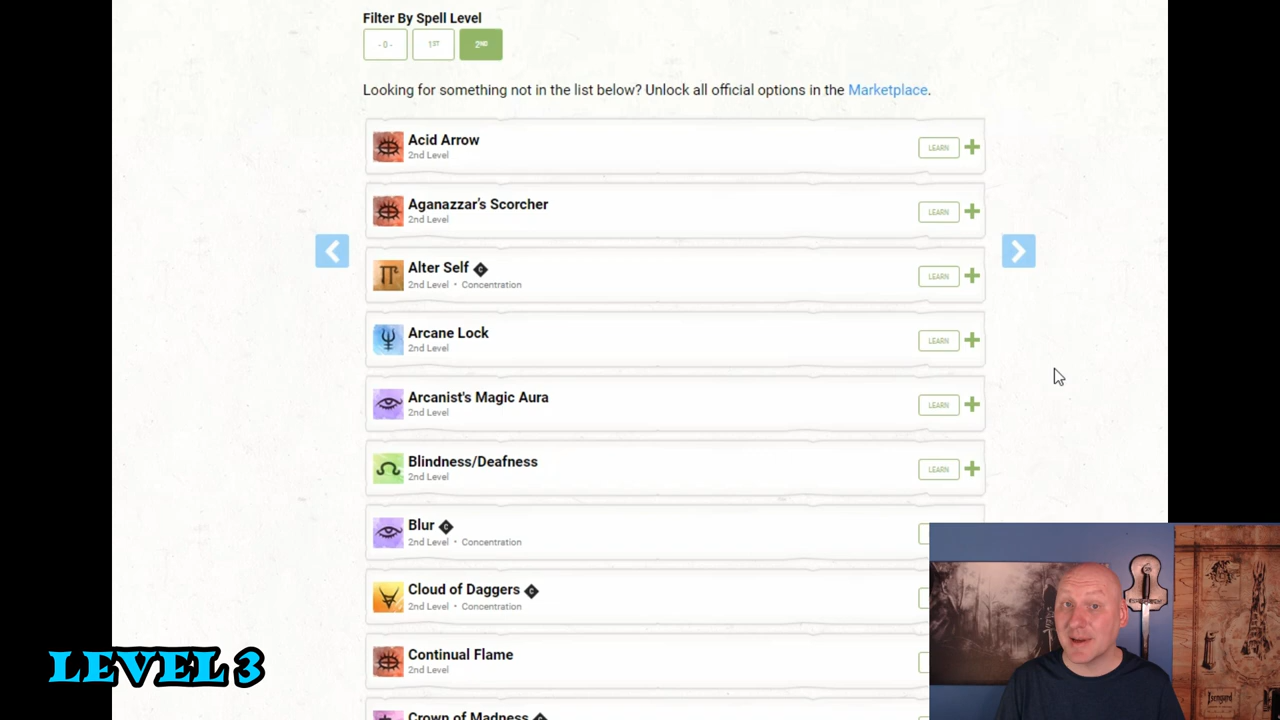 Filter By Spell Level
- 0 -
1ST
2ND
Looking for something not in the list below? Unlock all official options in the Marketplace.
Acid Arrow
2nd Level
LEARN
Aganazzar's Scorcher
2nd Level
LEARN
Alter Self C
2nd Level • Concentration
LEARN
Arcane Lock
2nd Level
LEARN
Arcanist's Magic Aura
2nd Level
LEARN
Blindness/Deafness
2nd Level
LEARN
Blur C
2nd Level • Concentration
Cloud of Daggers C
2nd Level • Concentration
Continual Flame
2nd Level
Crown of Madness
LEVEL 3